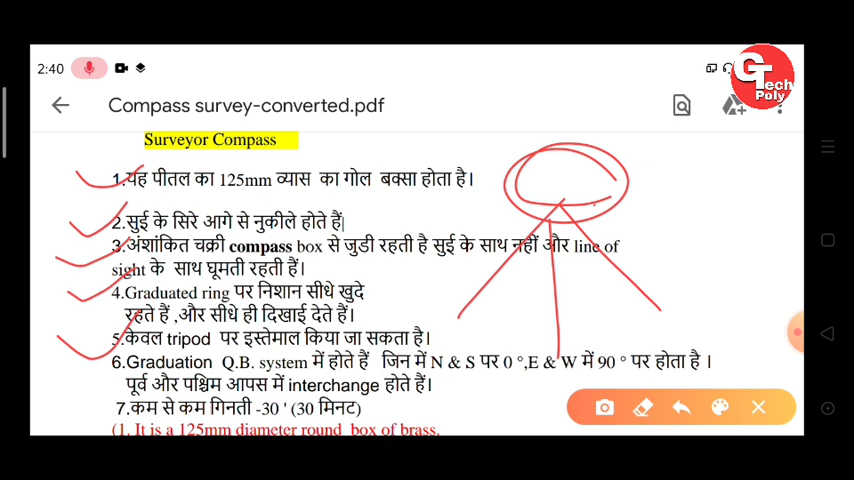 2:40
G
Tech
Poly
Compass survey-converted.pdf
Surveyor Compass
1.यह पीतल का 125mm व्यास का गोल बक्सा होता है।
2.सुई के सिरे आगे से नुकीले होते हैं|
3.अंशांकित चक्री compass box से जुडी रहती है सुई के साथ नहीं और line of
sight के साथ घूमती रहती हैं।
4.Graduated ring पर निशान सीधे खुदे
रहते हैं ,और सीधे ही दिखाई देते हैं।
5.केवल tripod पर इस्तेमाल किया जा सकता है।
6.Graduation Q.B. system में होते हैं जिन में N & S पर 0 °,E & W में 90 ° पर होता है ।
पूर्व और पश्चिम आपस में interchange होते हैं।
7.कम से कम गिनती -30 ' (30 मिनट)
(1. It is a 125mm diameter round box of brass.